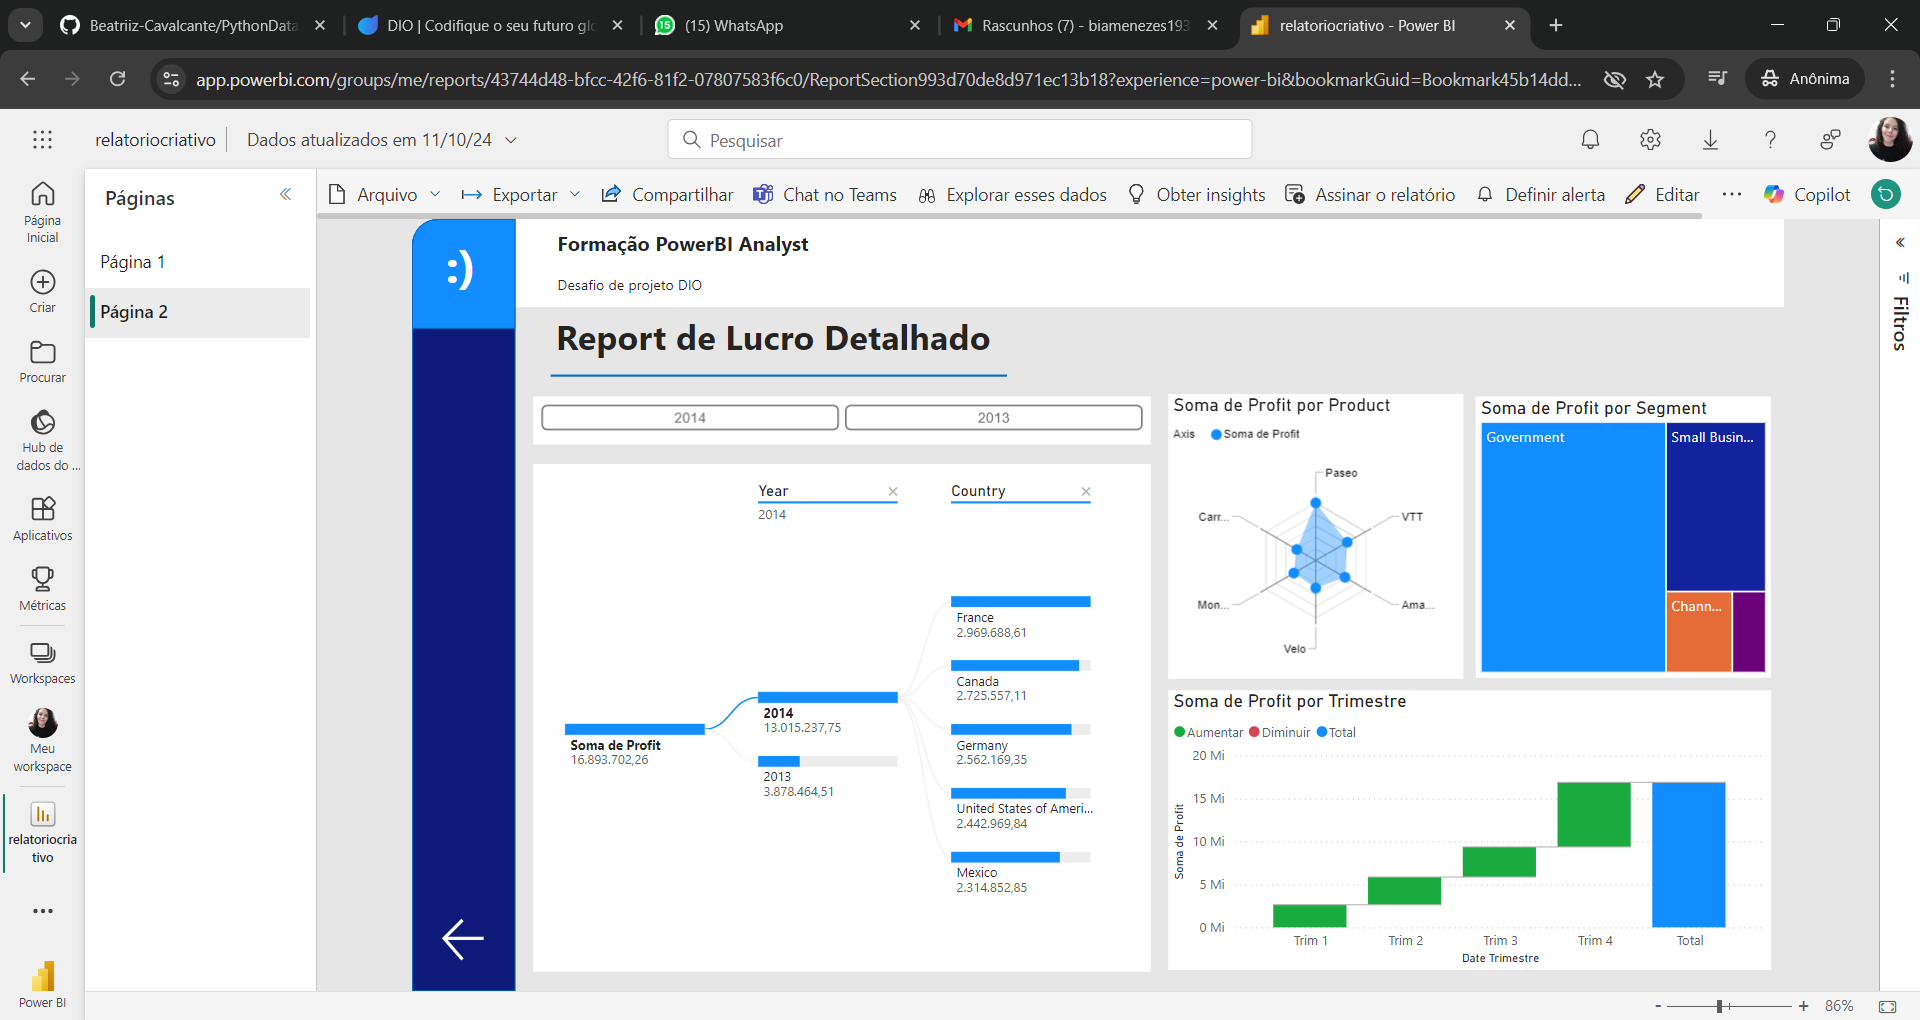 Beatriiz-Cavalcante/PythonData
DIO | Codifique o seu futuro glo
15
(15) WhatsApp
Rascunhos (7) - biamenezes193
relatoriocriativo - Power BI
app.powerbi.com/groups/me/reports/43744d48-bfcc-42f6-81f2-07807583f6c0/ReportSection993d70de8d971ec13b18?experience=power-bi&bookmarkGuid=Bookmark45b14dd...
Anônima
relatoriocriativo
Dados atualizados em 11/10/24
Pesquisar
Página Inicial
Criar
Procurar
Hub de dados do ...
Aplicativos
Métricas
Workspaces
Meu workspace
relatoriocria
tivo
Power BI
Páginas
Página 1
Página 2
Arquivo
Exportar
Compartilhar
Chat no Teams
Explorar esses dados
Obter insights
Assinar o relatório
Definir alerta
Editar
Copilot
:)
Formação PowerBI Analyst
Desafio de projeto DIO
Report de Lucro Detalhado
2014
2013
Year
2014
Country
Soma de Profit
16.893.702,26
2014
13.015.237,75
2013
3.878.464,51
France
2.969.688,61
Canada
2.725.557,11
Germany
2.562.169,35
United States of Ameri...
2.442.969,84
Mexico
2.314.852,85
Soma de Profit por Product
Axis
Soma de Profit
Paseo
VTT
Ama...
Velo
Mon...
Carr...
Soma de Profit por Segment
Government
Small Busin...
Chann...
Soma de Profit por Trimestre
Aumentar
Diminuir
Total
Soma de Profit
20 Mi
15 Mi
10 Mi
5 Mi
0 Mi
Trim 1
Trim 2
Trim 3
Trim 4
Total
Date Trimestre
Filtros
- + 86%